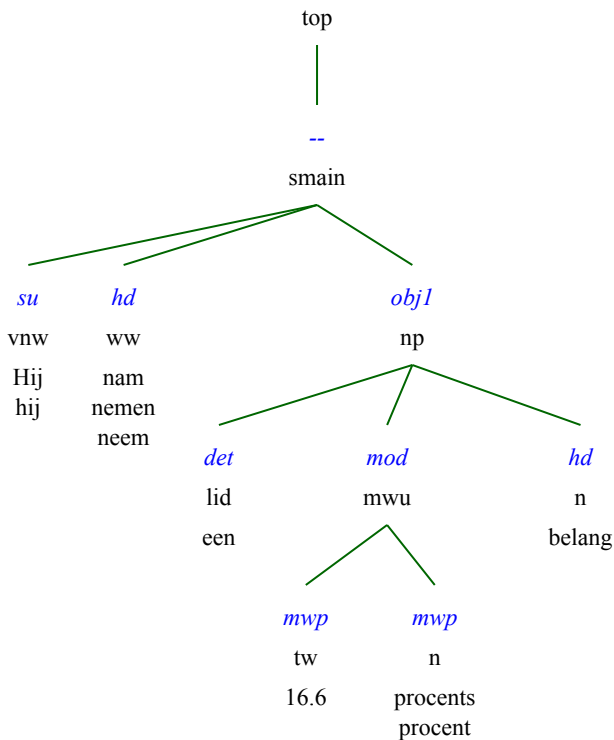 top
--
smain
su hd obj1
vnw ww np
Hij nam
hij nemen
neem
det mod hd
lid mwu n
een belang
mwp mwp
tw n
16.6 procents
procent